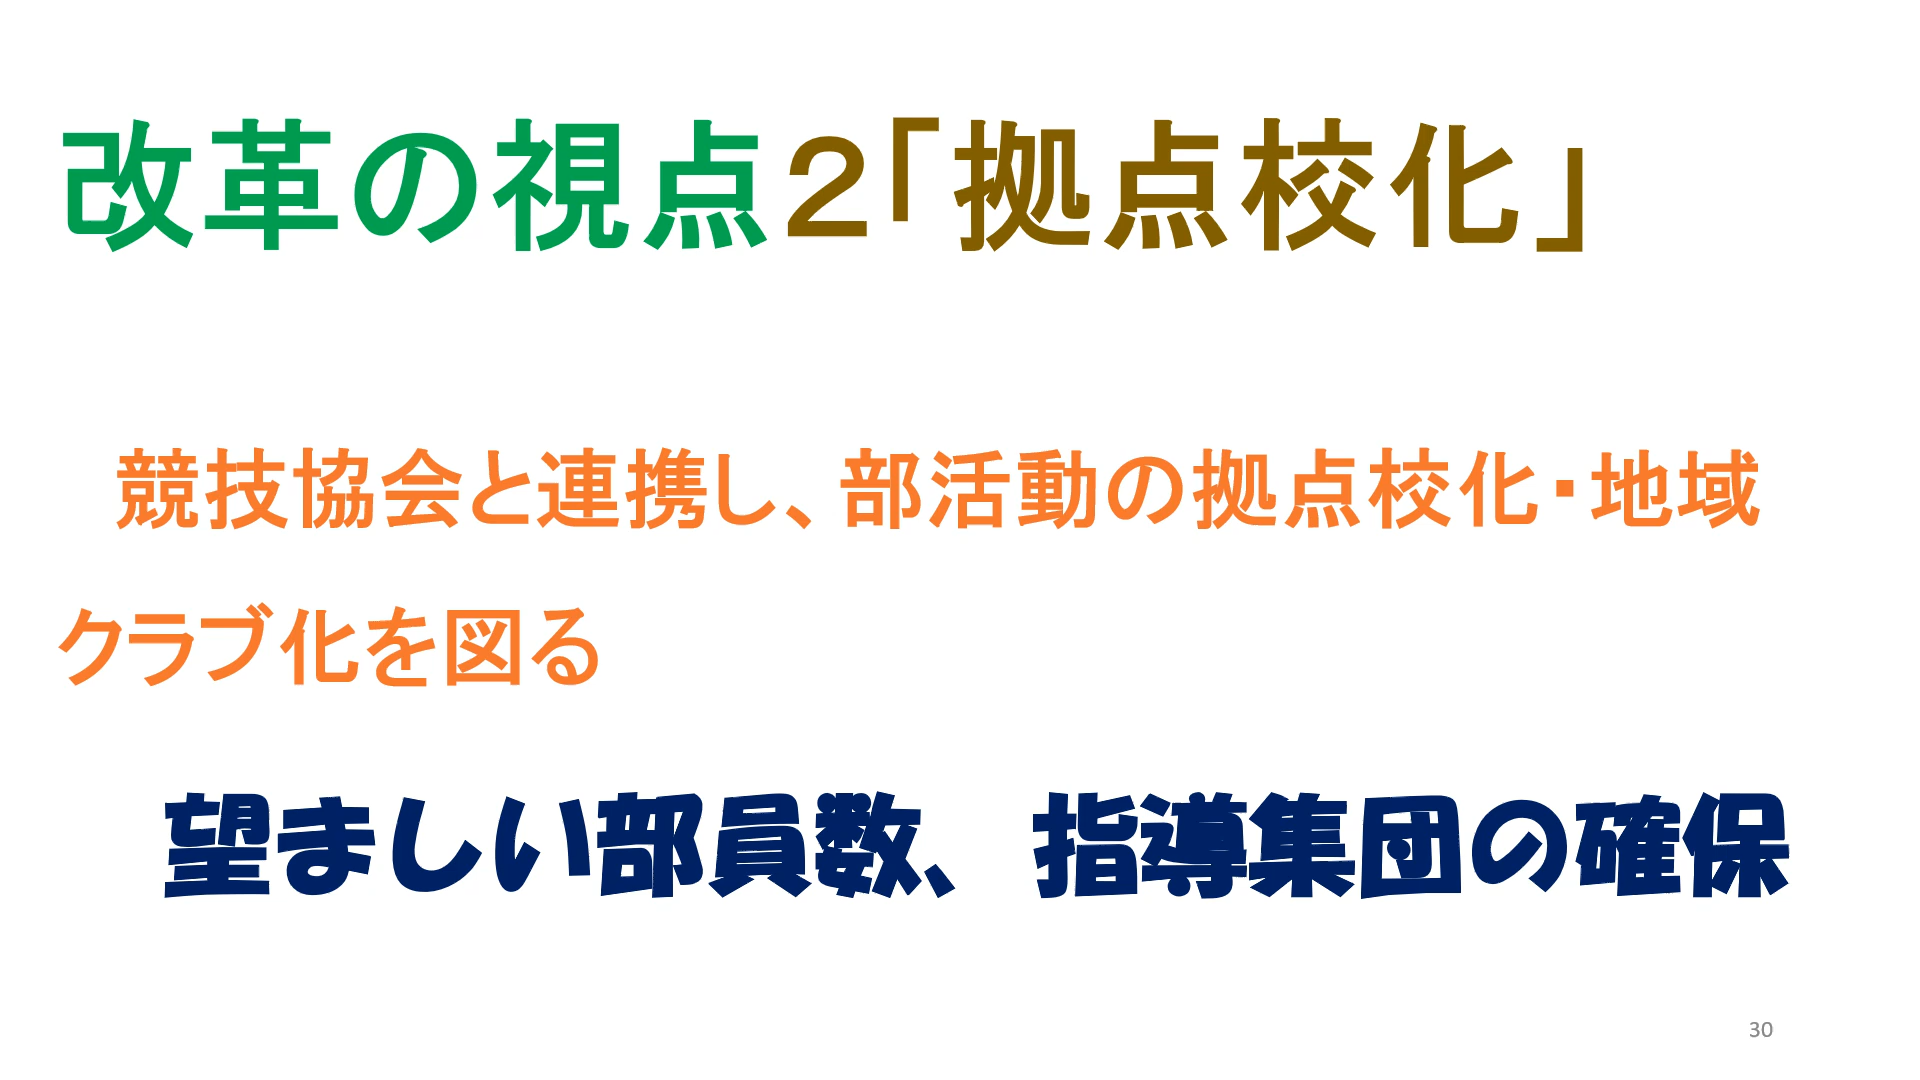 改革の視点２「拠点校化」
競技協会と連携し、部活動の拠点校化・地域
クラブ化を図る
望ましい部員数、指導集団の確保
30